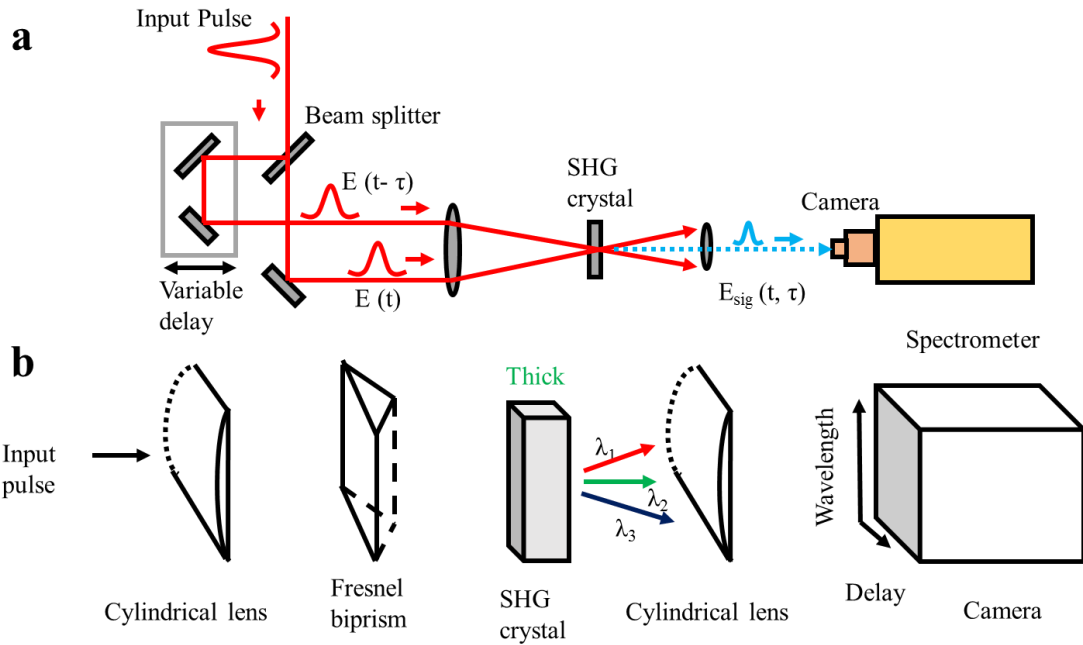 a
Input Pulse
Beam splitter
E (t- τ)
SHG
crystal
Camera
Variable
delay
E (t)
E_sig (t, τ)
Spectrometer
b
Input
pulse
Thick
λ₁
λ₂
λ₃
Wavelength
Delay
Cylindrical lens
Fresnel
biprism
SHG
crystal
Cylindrical lens
Camera